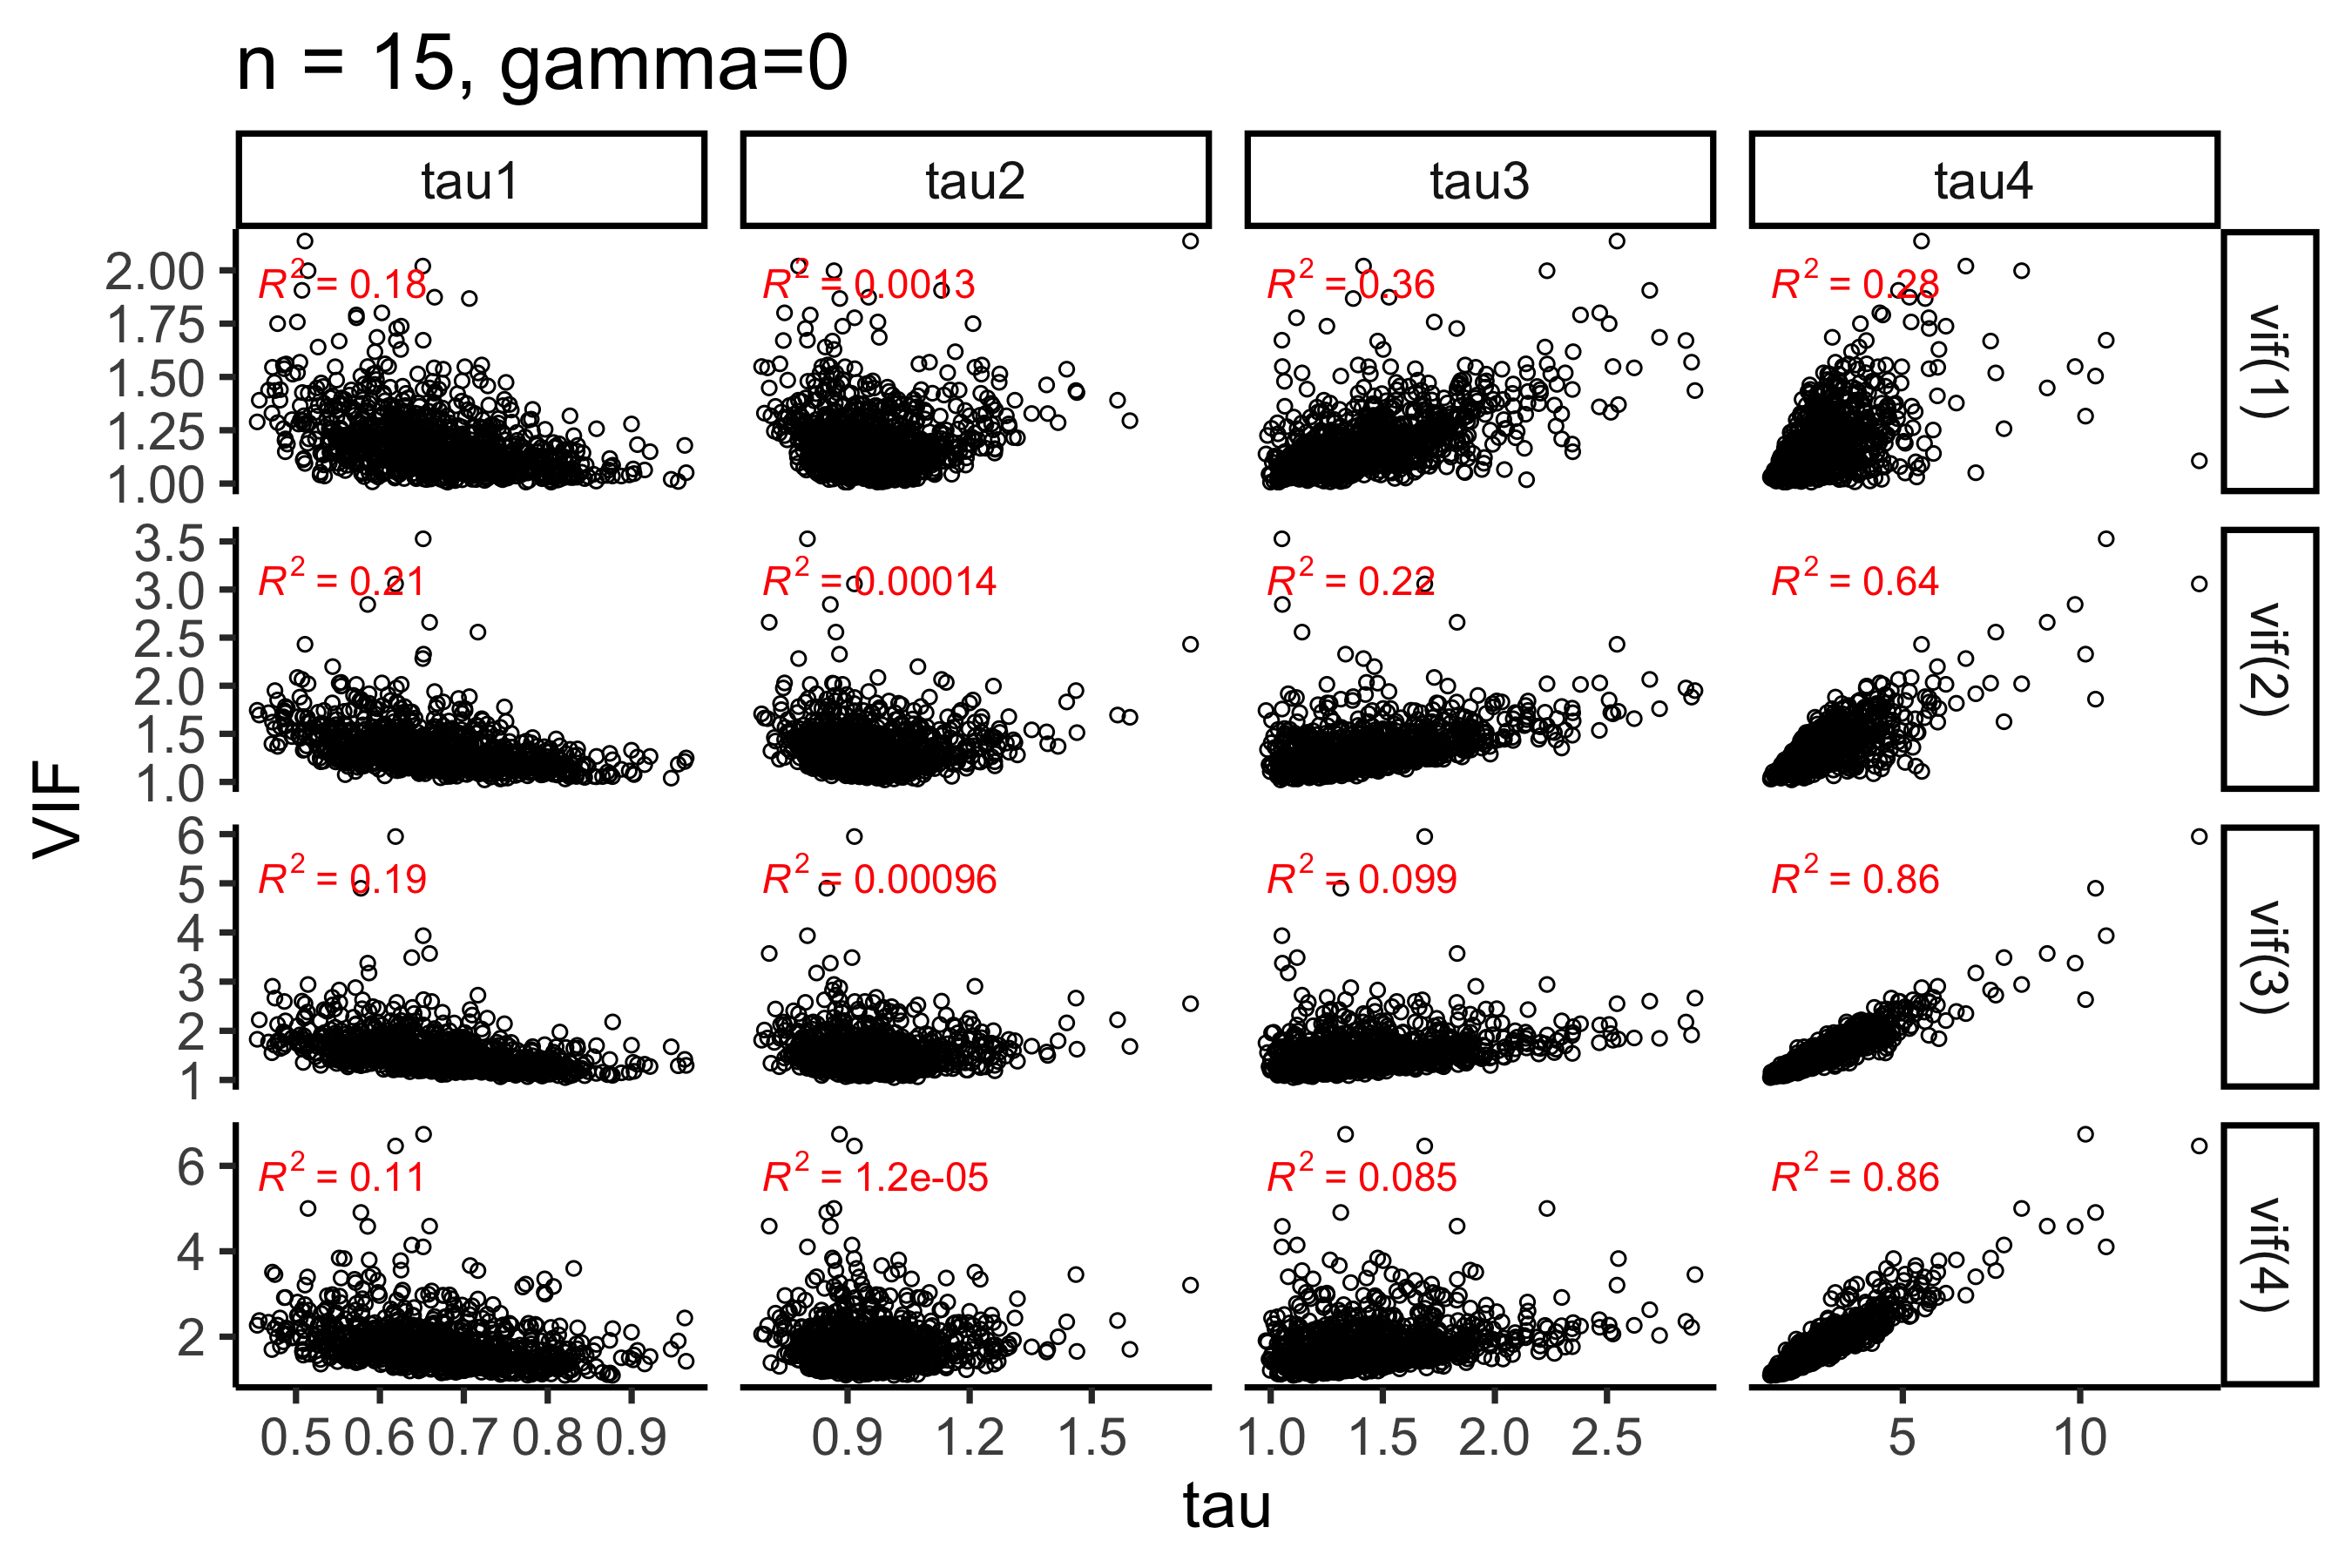 n = 15, gamma=0
tau1 tau2 tau3 tau4
2.00
1.75
1.50
1.25
1.00
R² = 0.18 R² = 0.0013 R² = 0.36 R² = 0.28
vif(1)
3.5
3.0
2.5
2.0
1.5
1.0
R² = 0.21 R² = 0.00014 R² = 0.22 R² = 0.64
vif(2)
6
5
4
3
2
1
R² = 0.19 R² = 0.00096 R² = 0.099 R² = 0.86
vif(3)
6
4
2
R² = 0.11 R² = 1.2e-05 R² = 0.085 R² = 0.86
vif(4)
VIF
0.5 0.6 0.7 0.8 0.9 0.9 1.2 1.5 1.0 1.5 2.0 2.5 5 10
tau